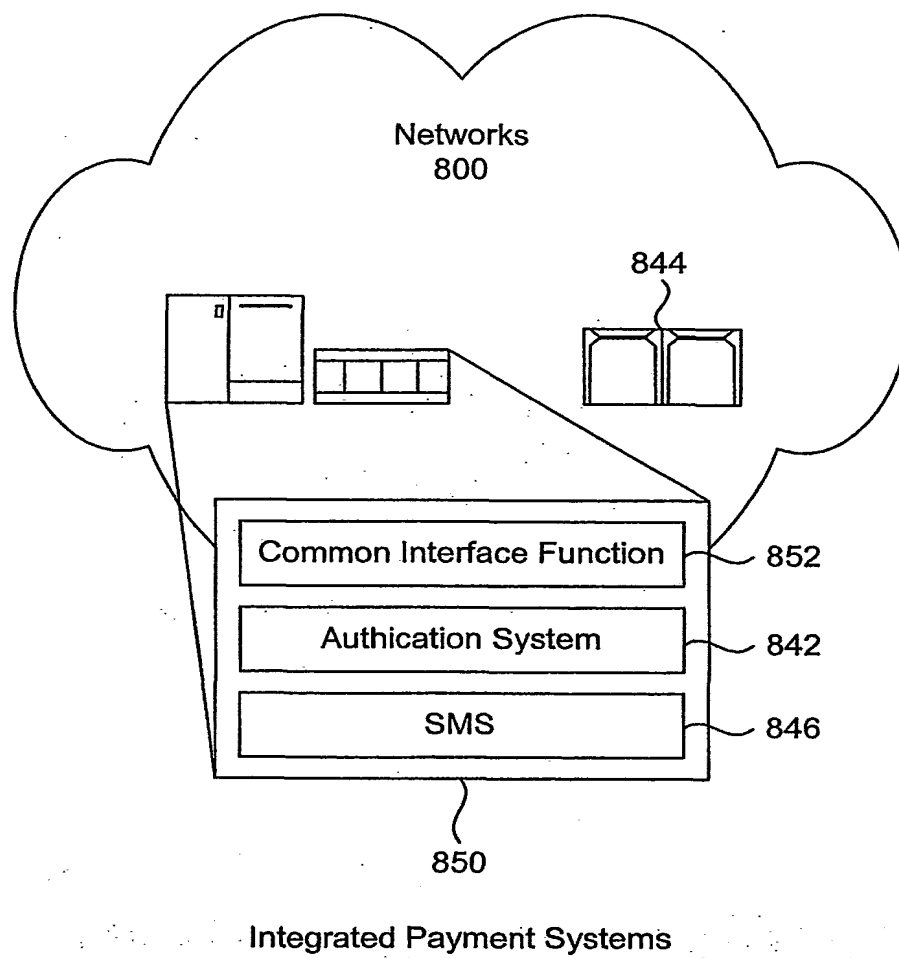 Networks
800
844
Common Interface Function
852
Authication System
842
SMS
846
850
Integrated Payment Systems